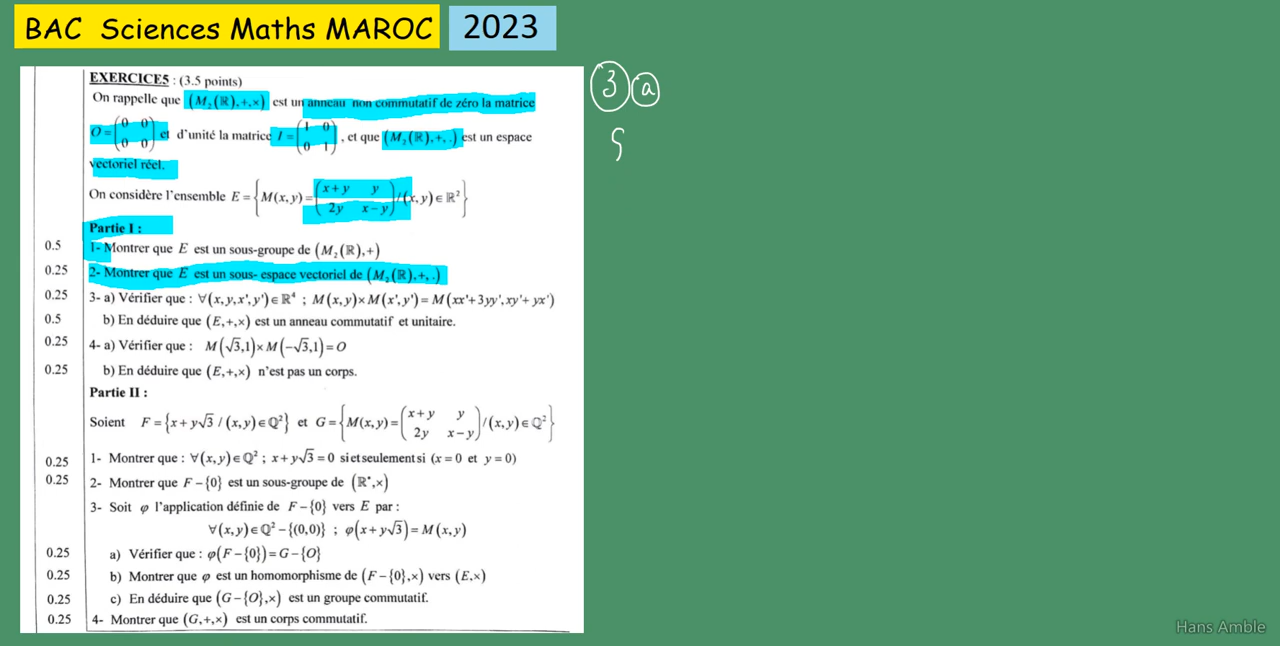 BAC Sciences Maths MAROC 2023
EXERCICE5 : (3.5 points)
On rappelle que (M₂(ℝ),+,×) est un anneau non commutatif de zéro la matrice
O = (0 0 / 0 0) et d'unité la matrice I = (1 0 / 0 1), et que (M₂(ℝ),+,.) est un espace
vectoriel réel.
On considère l'ensemble E = {M(x,y) = (x+y y / 2y x−y) / (x,y) ∈ ℝ²}
Partie I :
0.5 1- Montrer que E est un sous-groupe de (M₂(ℝ),+)
0.25 2- Montrer que E est un sous- espace vectoriel de (M₂(ℝ),+,.)
0.25 3- a) Vérifier que : ∀(x,y,x',y') ∈ ℝ⁴ ; M(x,y)×M(x',y') = M(xx'+3yy',xy'+yx')
0.5 b) En déduire que (E,+,×) est un anneau commutatif et unitaire.
0.25 4- a) Vérifier que : M(√3,1)×M(−√3,1) = O
0.25 b) En déduire que (E,+,×) n'est pas un corps.
Partie II :
Soient F = {x+y√3 / (x,y) ∈ ℚ²} et G = {M(x,y) = (x+y y / 2y x−y) / (x,y) ∈ ℚ²}
0.25 1- Montrer que : ∀(x,y) ∈ ℚ² ; x+y√3 = 0 si et seulement si (x = 0 et y = 0)
0.25 2- Montrer que F−{0} est un sous-groupe de (ℝ*,×)
3- Soit φ l'application définie de F−{0} vers E par :
∀(x,y) ∈ ℚ²−{(0,0)} ; φ(x+y√3) = M(x,y)
0.25 a) Vérifier que : φ(F−{0}) = G−{O}
0.25 b) Montrer que φ est un homomorphisme de (F−{0},×) vers (E,×)
0.25 c) En déduire que (G−{O},×) est un groupe commutatif.
0.25 4- Montrer que (G,+,×) est un corps commutatif.
3 a
S
Hans Amble